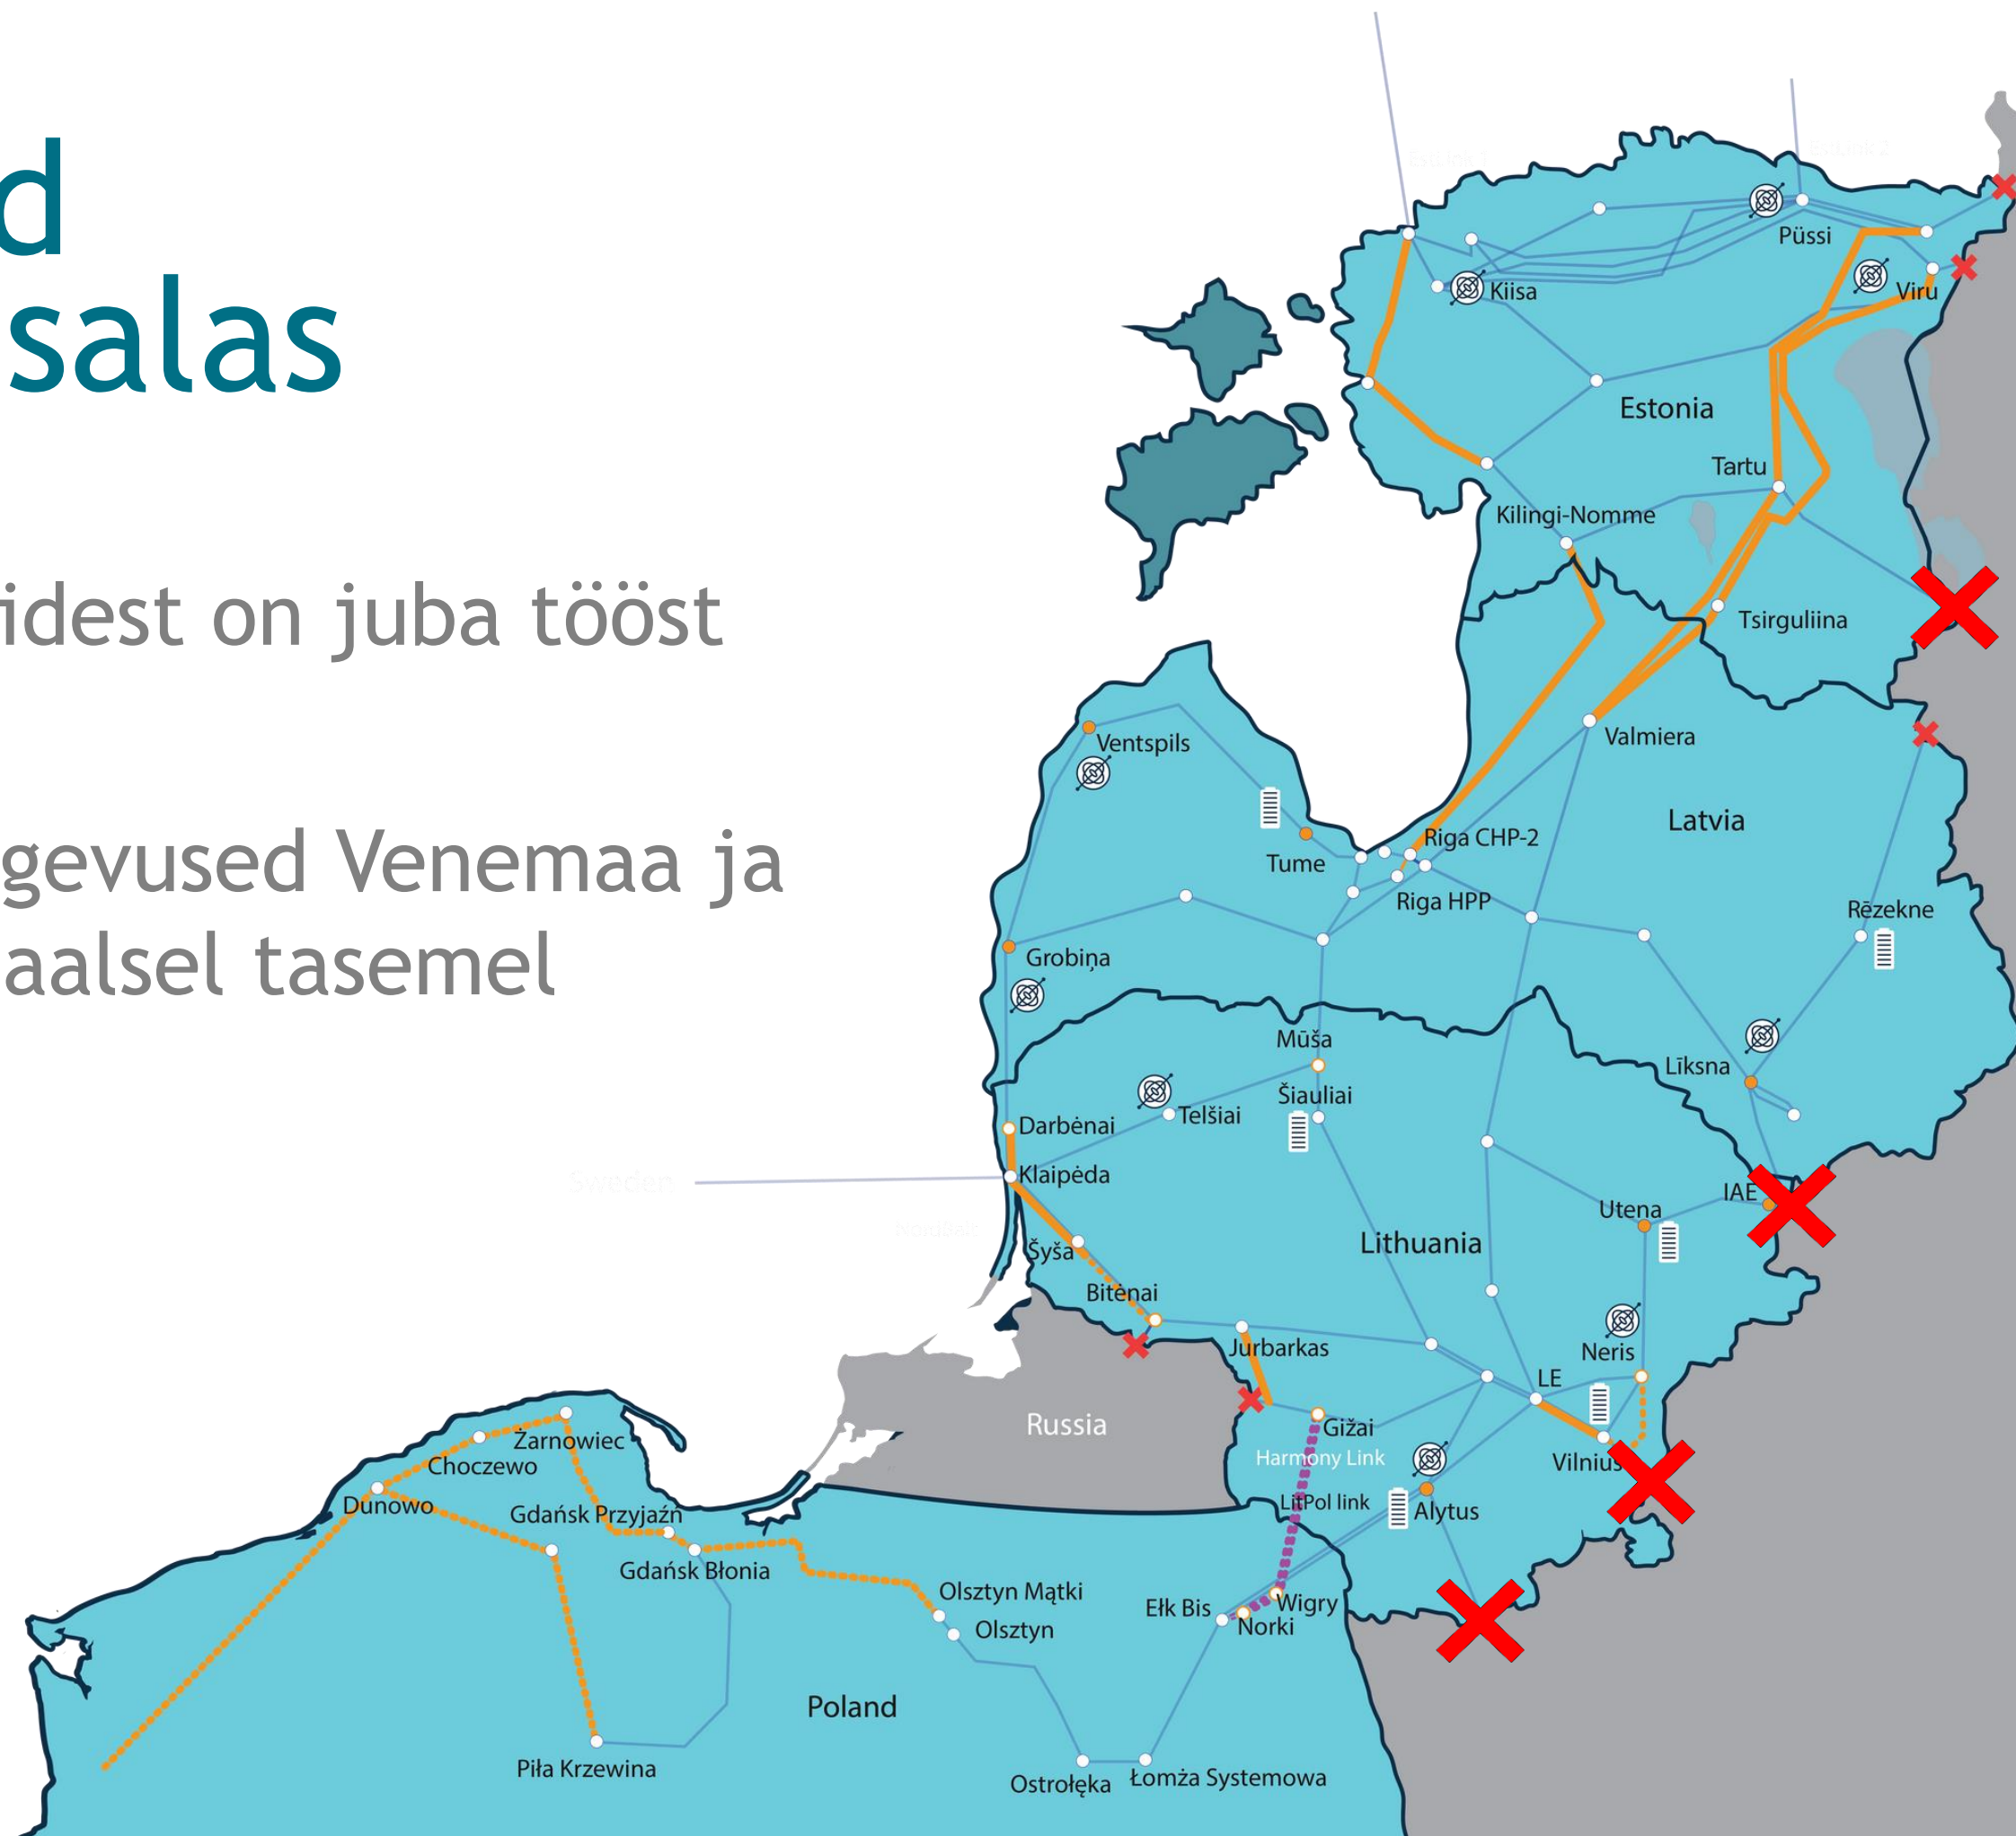 d
salas
idest on juba tööst
gevused Venemaa ja
aalsel tasemel
Püssi
Viru
Kiisa
Estonia
Tartu
Kilingi-Nomme
Tsirguliina
Valmiera
Ventspils
Latvia
Riga CHP-2
Tume
Riga HPP
Rēzekne
Grobiņa
Mūša
Līksna
Šiauliai
Telšiai
Darbėnai
Klaipėda
Sweden
IAE
Utena
Lithuania
Šyša
Bitėnai
Jurbarkas
Neris
LE
Russia
Gižai
Harmony Link
Vilnius
LitPol link
Alytus
Żarnowiec
Choczewo
Dunowo
Gdańsk Przyjaźń
Gdańsk Błonia
Olsztyn Mątki
Olsztyn
Ełk Bis
Wigry
Norki
Poland
Piła Krzewina
Ostrołęka
Łomża Systemowa